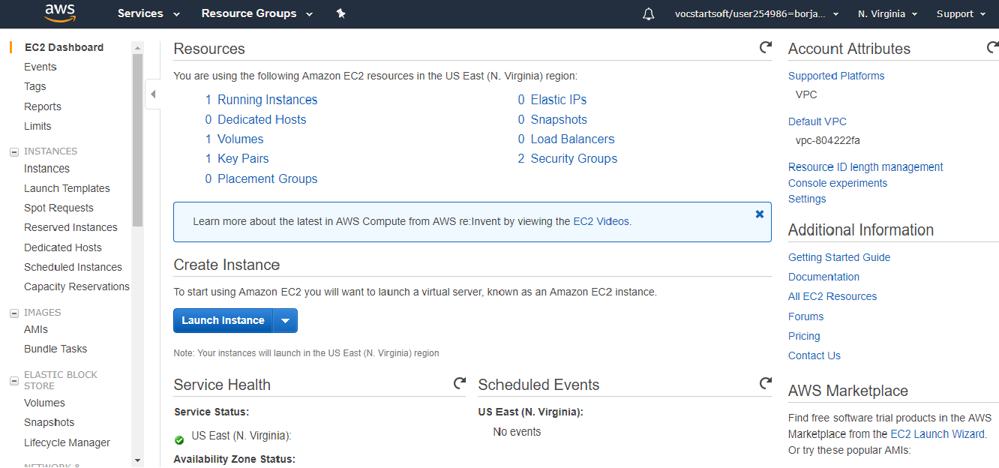 aws
Services
Resource Groups
vocstartsoft/user254986=borja...
N. Virginia
Support
EC2 Dashboard
Events
Tags
Reports
Limits
INSTANCES
Instances
Launch Templates
Spot Requests
Reserved Instances
Dedicated Hosts
Scheduled Instances
Capacity Reservations
IMAGES
AMIs
Bundle Tasks
ELASTIC BLOCK
STORE
Volumes
Snapshots
Lifecycle Manager
NETWORK &
Resources
You are using the following Amazon EC2 resources in the US East (N. Virginia) region:
1 Running Instances
0 Elastic IPs
0 Dedicated Hosts
0 Snapshots
1 Volumes
0 Load Balancers
1 Key Pairs
2 Security Groups
0 Placement Groups
Learn more about the latest in AWS Compute from AWS re:Invent by viewing the EC2 Videos.
Create Instance
To start using Amazon EC2 you will want to launch a virtual server, known as an Amazon EC2 instance.
Launch Instance
Note: Your instances will launch in the US East (N. Virginia) region
Service Health
Service Status:
US East (N. Virginia):
Availability Zone Status:
Scheduled Events
US East (N. Virginia):
No events
Account Attributes
Supported Platforms
VPC
Default VPC
vpc-804222fa
Resource ID length management
Console experiments
Settings
Additional Information
Getting Started Guide
Documentation
All EC2 Resources
Forums
Pricing
Contact Us
AWS Marketplace
Find free software trial products in the AWS
Marketplace from the EC2 Launch Wizard.
Or try these popular AMIs: